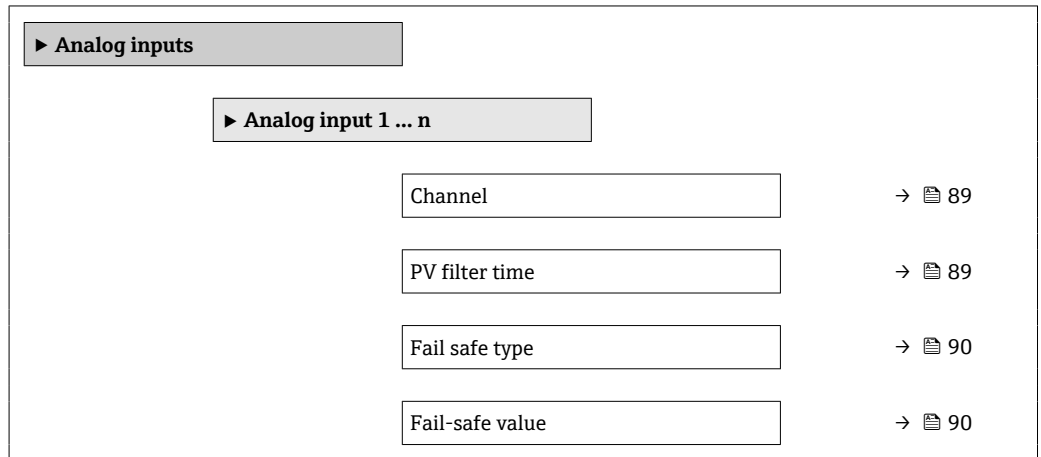 ▶ Analog inputs
▶ Analog input 1 ... n
Channel → 89
PV filter time → 89
Fail safe type → 90
Fail-safe value → 90